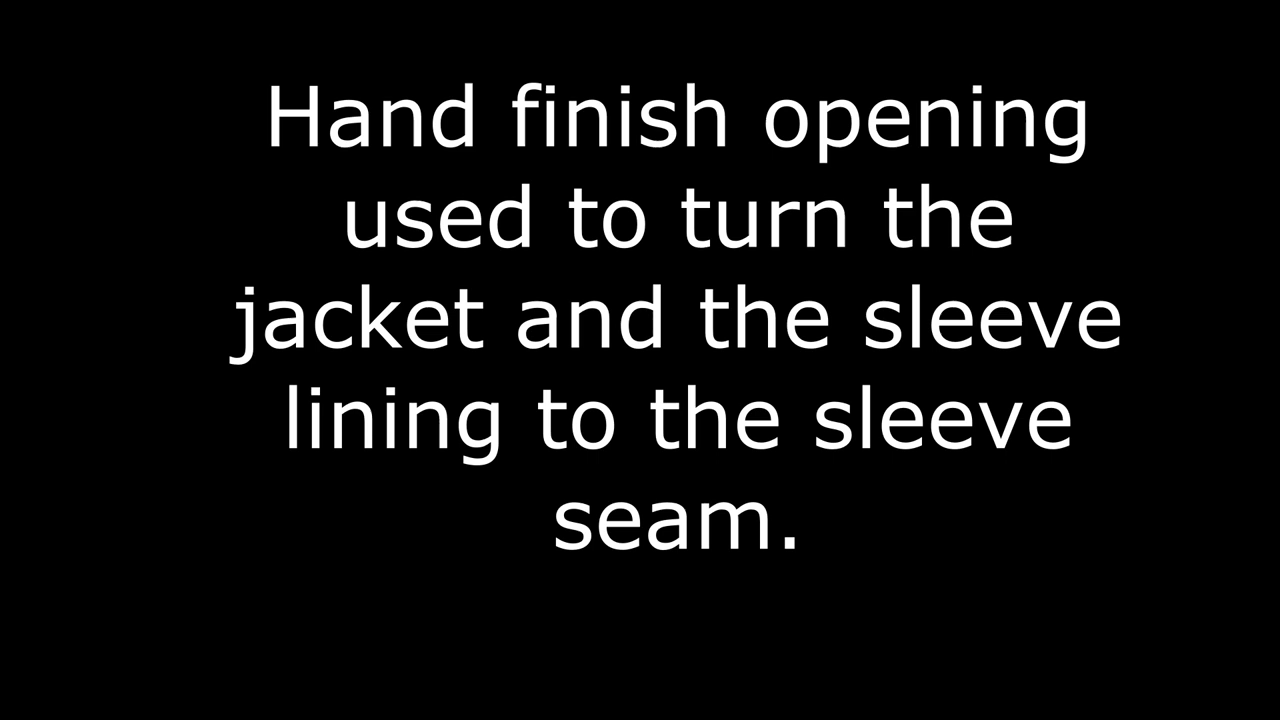 Hand finish opening
used to turn the
jacket and the sleeve
lining to the sleeve
seam.